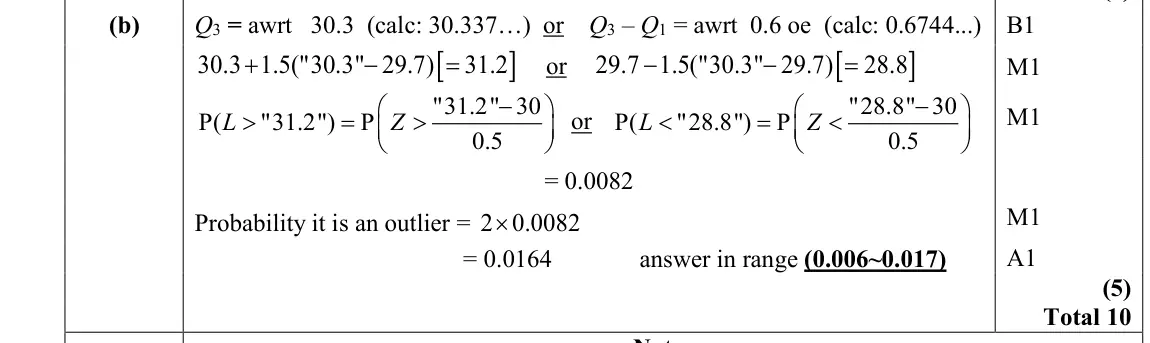 (b) Q₃ = awrt 30.3 (calc: 30.337…) or Q₃ – Q₁ = awrt 0.6 oe (calc: 0.6744...) B1
30.3+1.5("30.3"−29.7)[=31.2] or 29.7−1.5("30.3"−29.7)[=28.8] M1
P(L > "31.2") = P(Z > ("31.2"−30)/0.5) or P(L < "28.8") = P(Z < ("28.8"−30)/0.5) M1
= 0.0082
Probability it is an outlier = 2×0.0082 M1
= 0.0164 answer in range (0.006~0.017) A1
(5)
Total 10